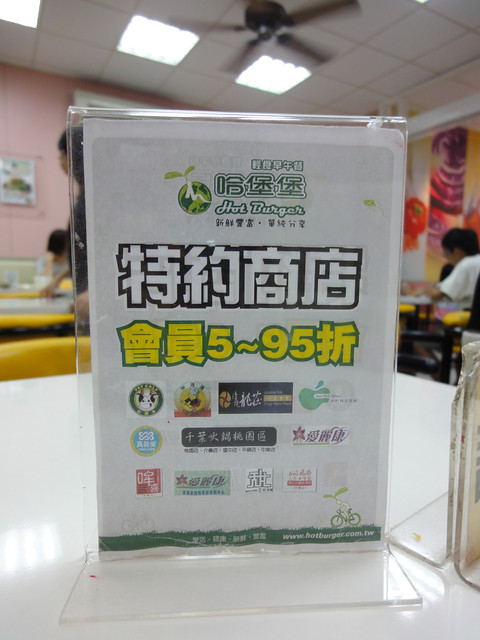 輕食早午餐
哈堡堡
Hot Burger
新鮮豐富·單純分享
特約商店
會員5~95折
龍莊
千葉火鍋桃園區
愛麗康
愛麗康
www.hotburger.com.tw